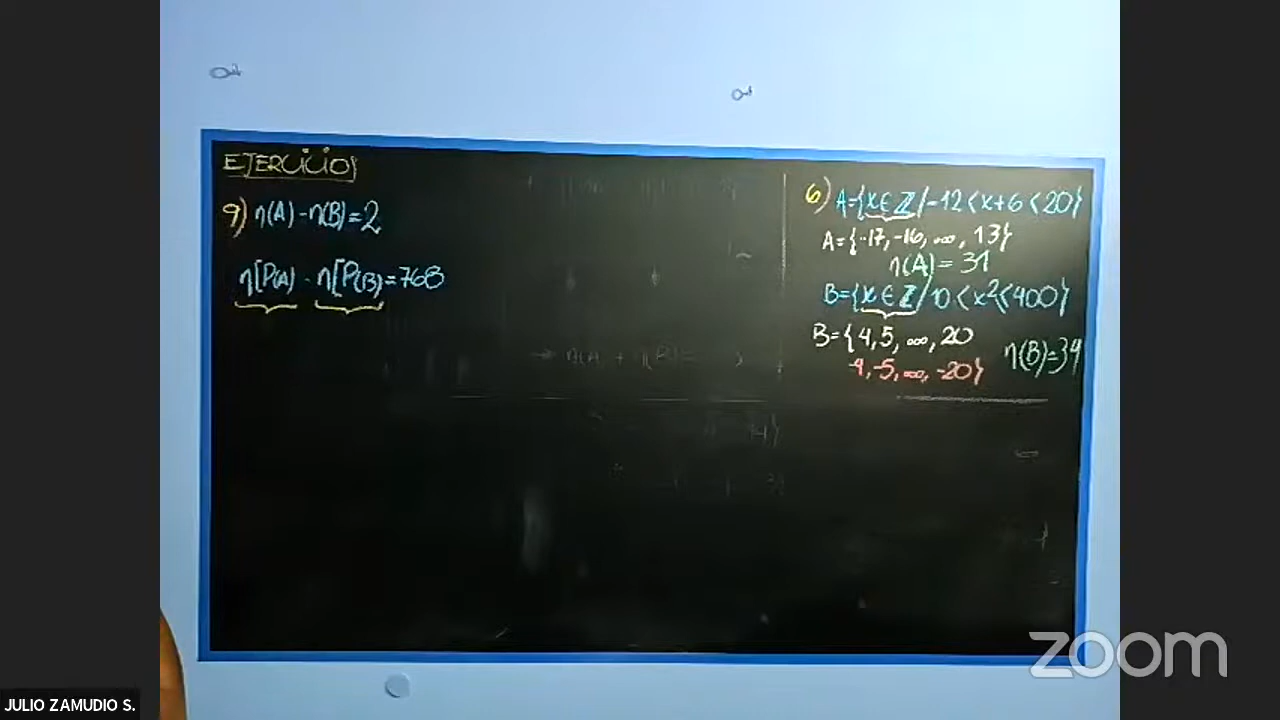 EJERCICIOS
9) η(A) - η(B) = 2
η[P(A) - η[P(B)] = 768
6) A={x ∈ ℤ / -12 < x+6 < 20}
A={-17, -16, ..., 13}
η(A) = 31
B={x ∈ ℤ / 10 < x² < 400}
B={4, 5, ..., 20
-4, -5, ..., -20}
η(B)=34
zoom
JULIO ZAMUDIO S.